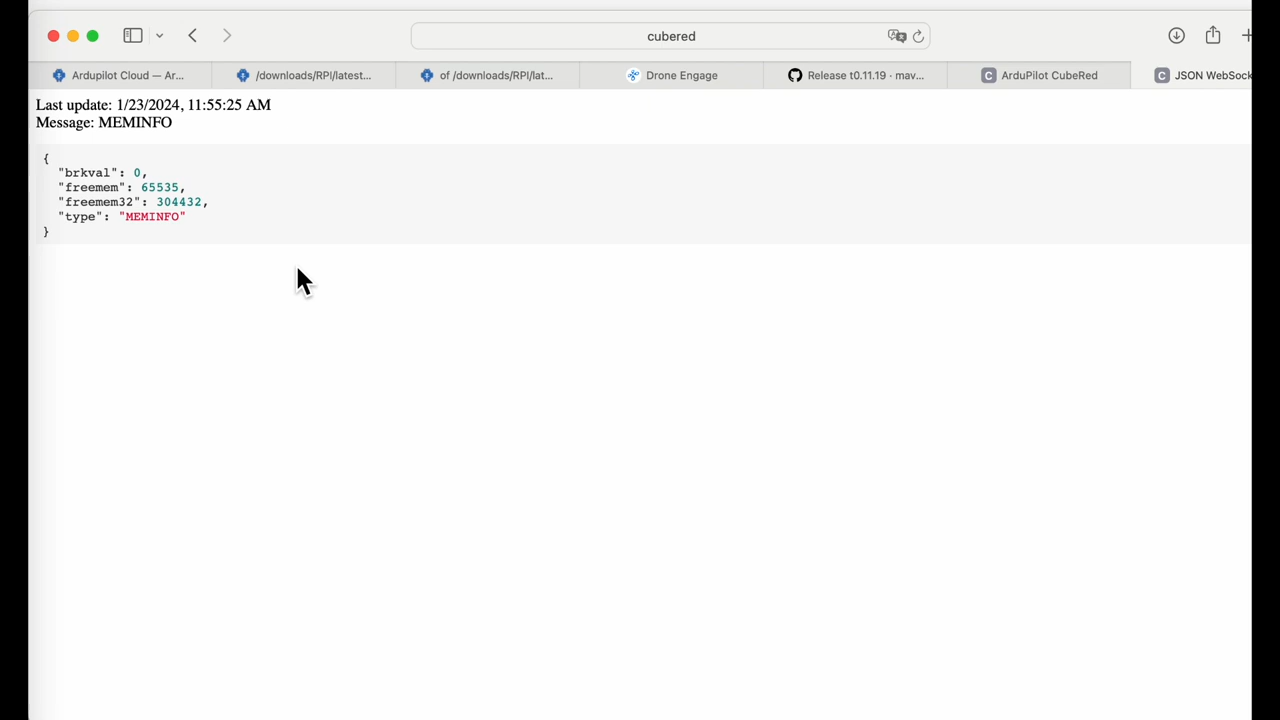 cubered
Ardupilot Cloud — Ar...
/downloads/RPI/latest...
of /downloads/RPI/lat...
Drone Engage
Release t0.11.19 · mav...
C ArduPilot CubeRed
C JSON WebSock
Last update: 1/23/2024, 11:55:25 AM
Message: MEMINFO
{
"brkval": 0,
"freemem": 65535,
"freemem32": 304432,
"type": "MEMINFO"
}